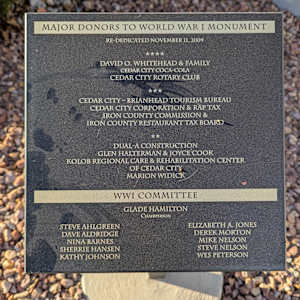 MAJOR DONORS TO WORLD WAR I MONUMENT
RE-DEDICATED NOVEMBER 11, 2009
****
DAVID O. WHITEHEAD & FAMILY
CEDAR CITY COCA-COLA
CEDAR CITY ROTARY CLUB
***
CEDAR CITY - BRIANHEAD TOURISM BUREAU
CEDAR CITY CORPORATION & RAP TAX
IRON COUNTY COMMISSION &
IRON COUNTY RESTAURANT TAX BOARD
**
DUAL-A CONSTRUCTION
GLEN HALTERMAN & JOYCE COOK
KOLOB REGIONAL CARE & REHABILITATION CENTER
OF CEDAR CITY
MARION WIDICK
WWI COMMITTEE
GLADE HAMILTON
CHAIRPERSON
STEVE AHLGREEN
DAVE ALDRIDGE
NINA BARNES
SHERRIE HANSEN
KATHY JOHNSON
ELIZABETH A. JONES
DEREK MORTON
MIKE NELSON
STEVE NELSON
WES PETERSON